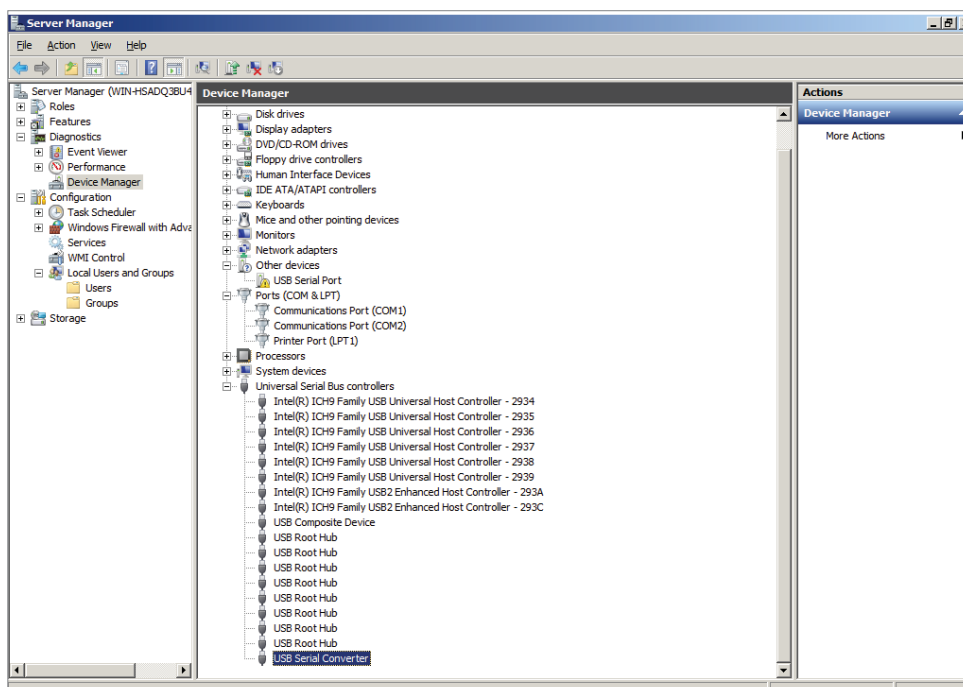 Server Manager
File Action View Help
Server Manager (WIN-HSADQ3BU4
Roles
Features
Diagnostics
Event Viewer
Performance
Device Manager
Configuration
Task Scheduler
Windows Firewall with Adva
Services
WMI Control
Local Users and Groups
Users
Groups
Storage
Device Manager
Disk drives
Display adapters
DVD/CD-ROM drives
Floppy drive controllers
Human Interface Devices
IDE ATA/ATAPI controllers
Keyboards
Mice and other pointing devices
Monitors
Network adapters
Other devices
USB Serial Port
Ports (COM & LPT)
Communications Port (COM1)
Communications Port (COM2)
Printer Port (LPT1)
Processors
System devices
Universal Serial Bus controllers
Intel(R) ICH9 Family USB Universal Host Controller - 2934
Intel(R) ICH9 Family USB Universal Host Controller - 2935
Intel(R) ICH9 Family USB Universal Host Controller - 2936
Intel(R) ICH9 Family USB Universal Host Controller - 2937
Intel(R) ICH9 Family USB Universal Host Controller - 2938
Intel(R) ICH9 Family USB Universal Host Controller - 2939
Intel(R) ICH9 Family USB2 Enhanced Host Controller - 293A
Intel(R) ICH9 Family USB2 Enhanced Host Controller - 293C
USB Composite Device
USB Root Hub
USB Root Hub
USB Root Hub
USB Root Hub
USB Root Hub
USB Root Hub
USB Root Hub
USB Root Hub
USB Serial Converter
Actions
Device Manager
More Actions